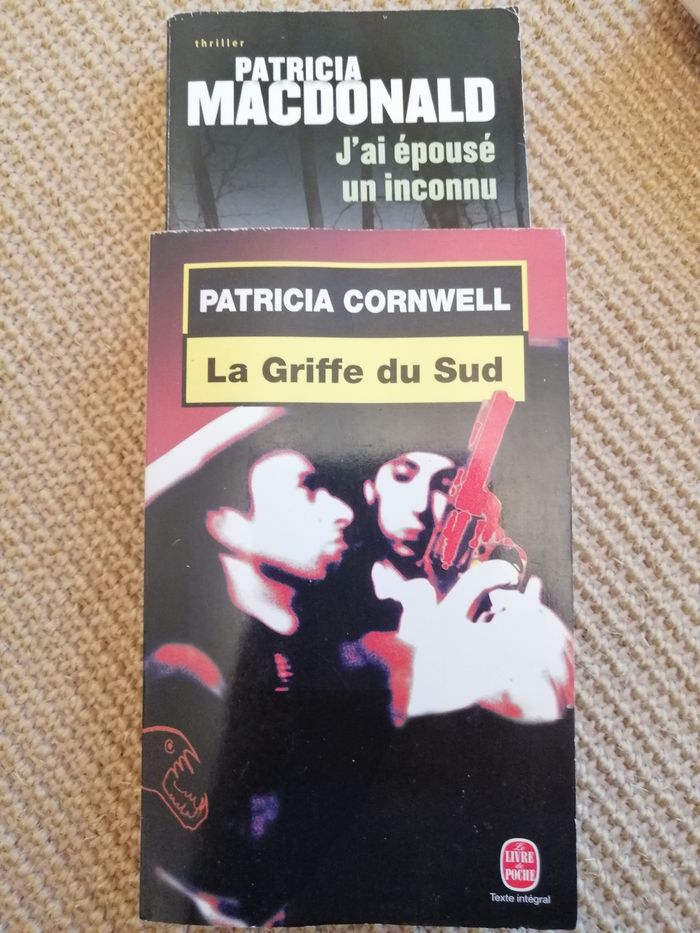 thriller
PATRICIA
MACDONALD
J'ai épousé
un inconnu
PATRICIA CORNWELL
La Griffe du Sud
Le
LIVRE
de
POCHE
Texte intégral